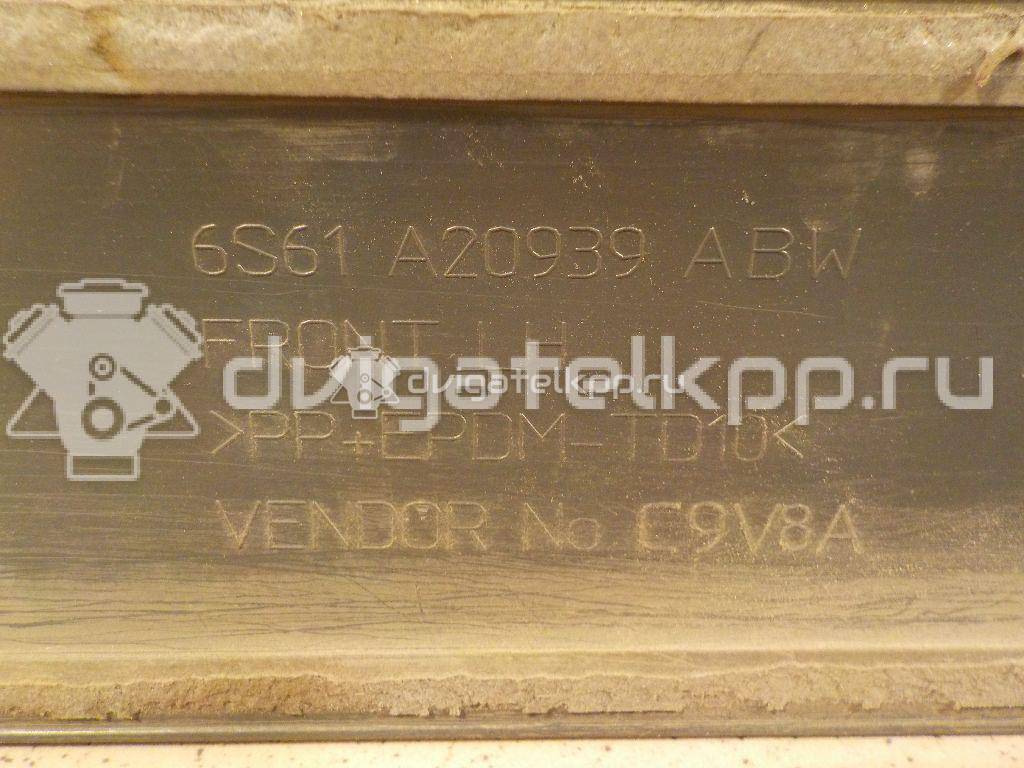 6S61 A20939 ABW
FRONT LH
dvigatelkpp.ru
dvigatelkpp.ru
>PP+EPDM-TD10<
VENDOR No C9V8A